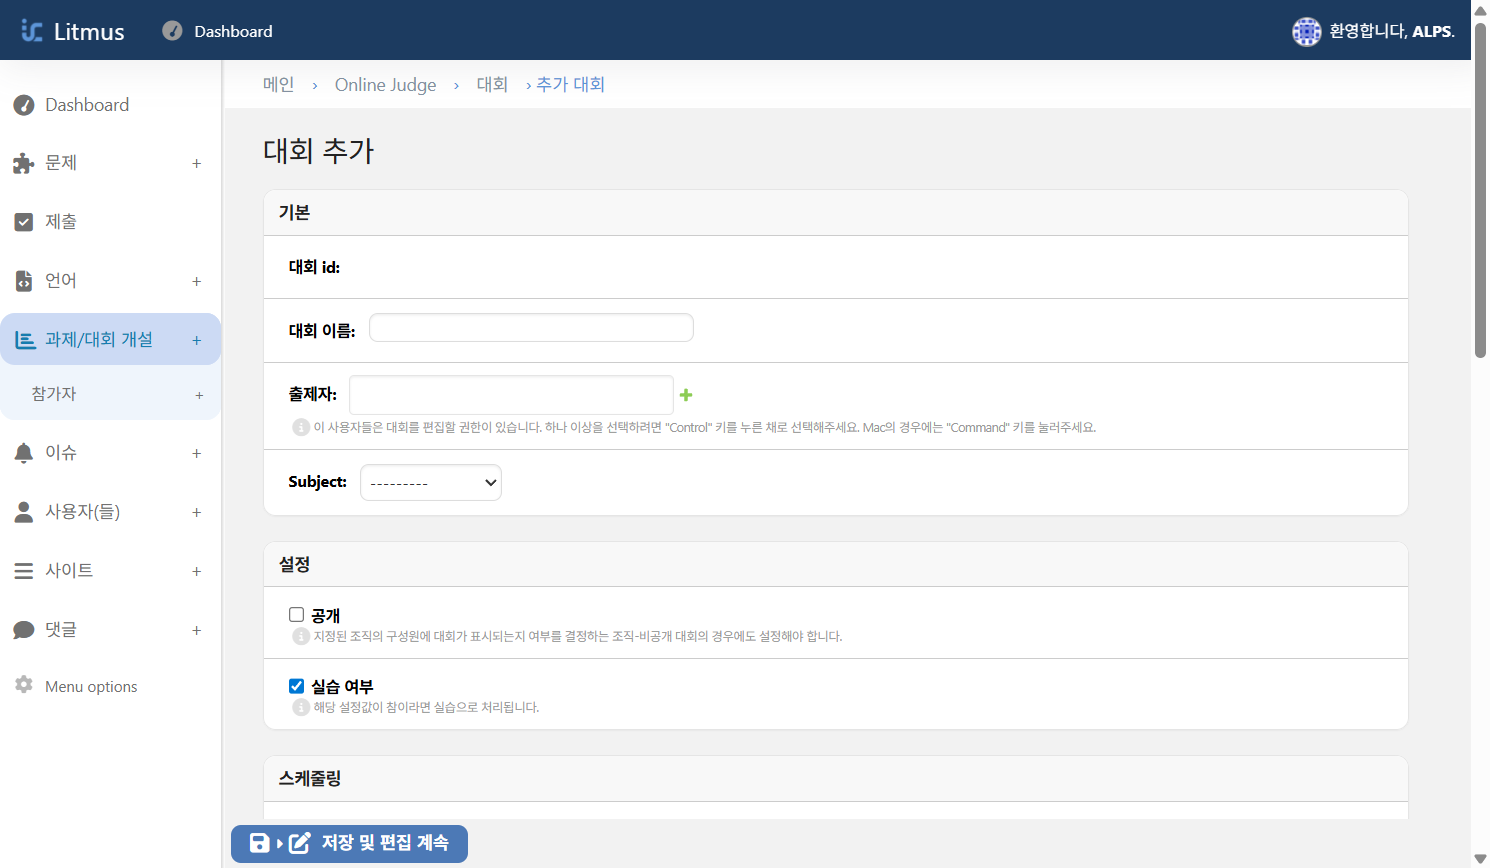 Litmus
Dashboard
환영합니다, ALPS.
메인 › Online Judge › 대회 › 추가 대회
Dashboard
문제 +
제출
언어 +
과제/대회 개설 +
참가자 +
이슈 +
사용자(들) +
사이트 +
댓글 +
Menu options
대회 추가
기본
대회 id:
대회 이름:
출제자:
이 사용자들은 대회를 편집할 권한이 있습니다. 하나 이상을 선택하려면 "Control" 키를 누른 채로 선택해주세요. Mac의 경우에는 "Command" 키를 눌러주세요.
Subject: ---------
설정
공개
지정된 조직의 구성원에 대회가 표시되는지 여부를 결정하는 조직-비공개 대회의 경우에도 설정해야 합니다.
실습 여부
해당 설정값이 참이라면 실습으로 처리됩니다.
스케줄링
저장 및 편집 계속